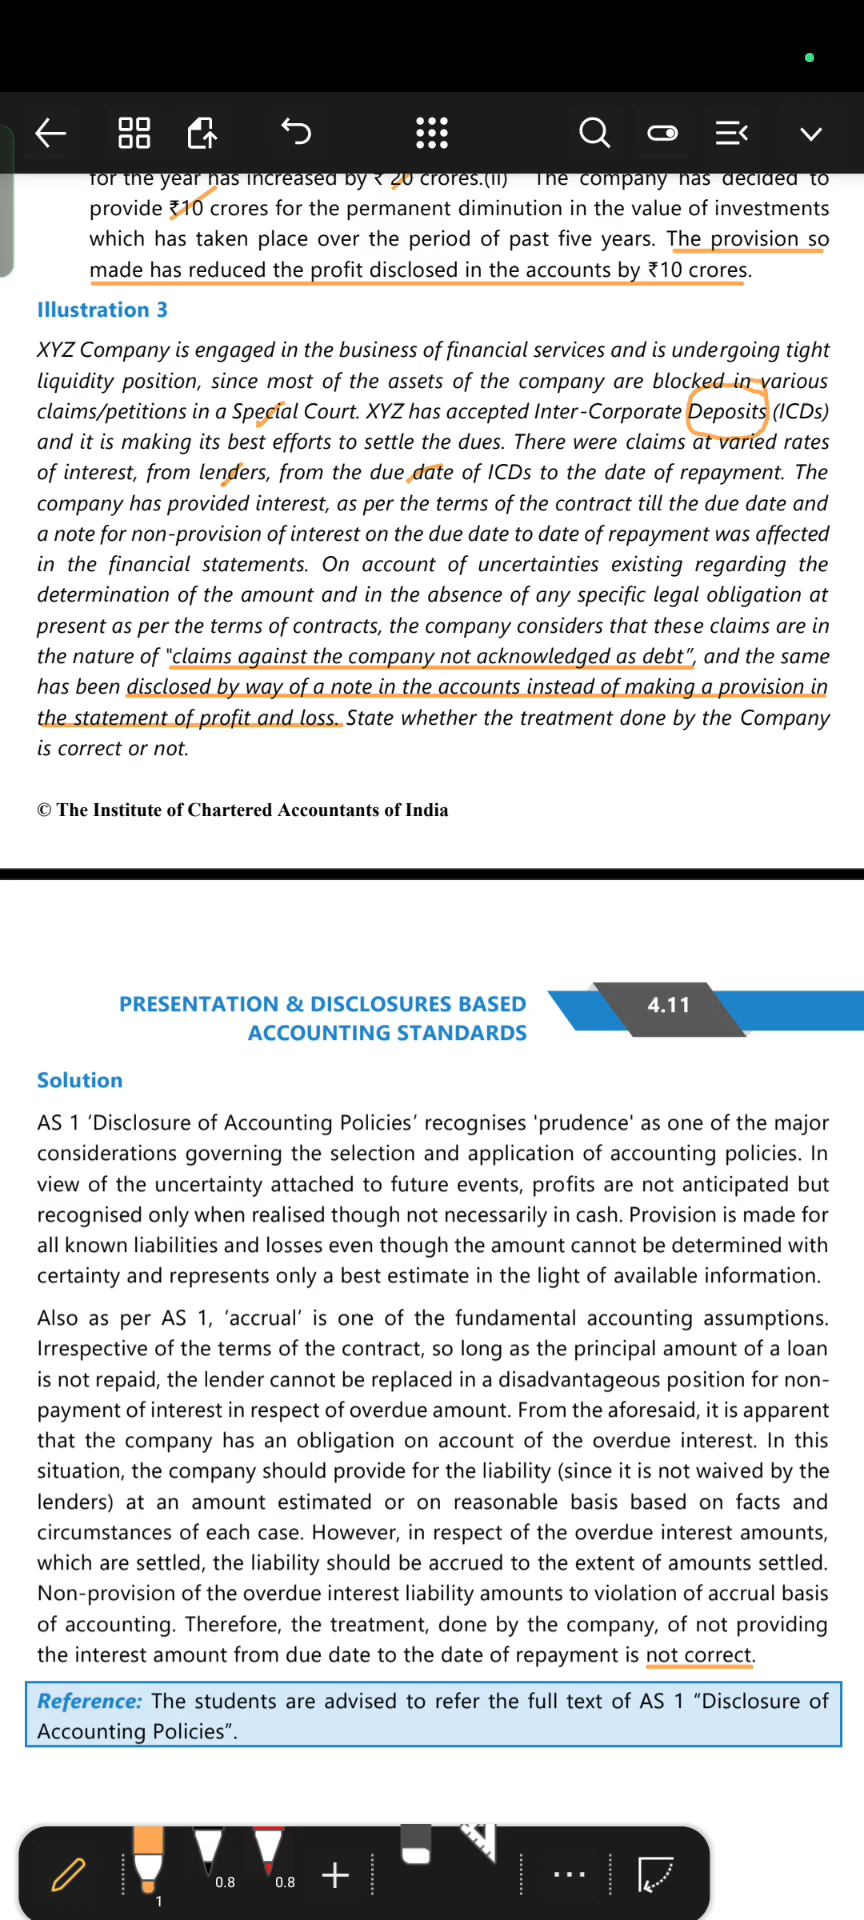 for the year has increased by ₹ 20 crores.(ii) The company has decided to
provide ₹10 crores for the permanent diminution in the value of investments
which has taken place over the period of past five years. The provision so
made has reduced the profit disclosed in the accounts by ₹10 crores.
Illustration 3
XYZ Company is engaged in the business of financial services and is undergoing tight
liquidity position, since most of the assets of the company are blocked in various
claims/petitions in a Special Court. XYZ has accepted Inter-Corporate Deposits (ICDs)
and it is making its best efforts to settle the dues. There were claims at varied rates
of interest, from lenders, from the due date of ICDs to the date of repayment. The
company has provided interest, as per the terms of the contract till the due date and
a note for non-provision of interest on the due date to date of repayment was affected
in the financial statements. On account of uncertainties existing regarding the
determination of the amount and in the absence of any specific legal obligation at
present as per the terms of contracts, the company considers that these claims are in
the nature of "claims against the company not acknowledged as debt”, and the same
has been disclosed by way of a note in the accounts instead of making a provision in
the statement of profit and loss. State whether the treatment done by the Company
is correct or not.
© The Institute of Chartered Accountants of India
PRESENTATION & DISCLOSURES BASED
ACCOUNTING STANDARDS
4.11
Solution
AS 1 ‘Disclosure of Accounting Policies’ recognises 'prudence' as one of the major
considerations governing the selection and application of accounting policies. In
view of the uncertainty attached to future events, profits are not anticipated but
recognised only when realised though not necessarily in cash. Provision is made for
all known liabilities and losses even though the amount cannot be determined with
certainty and represents only a best estimate in the light of available information.
Also as per AS 1, ‘accrual’ is one of the fundamental accounting assumptions.
Irrespective of the terms of the contract, so long as the principal amount of a loan
is not repaid, the lender cannot be replaced in a disadvantageous position for non-
payment of interest in respect of overdue amount. From the aforesaid, it is apparent
that the company has an obligation on account of the overdue interest. In this
situation, the company should provide for the liability (since it is not waived by the
lenders) at an amount estimated or on reasonable basis based on facts and
circumstances of each case. However, in respect of the overdue interest amounts,
which are settled, the liability should be accrued to the extent of amounts settled.
Non-provision of the overdue interest liability amounts to violation of accrual basis
of accounting. Therefore, the treatment, done by the company, of not providing
the interest amount from due date to the date of repayment is not correct.
Reference: The students are advised to refer the full text of AS 1 “Disclosure of
Accounting Policies”.
0.8
0.8
1